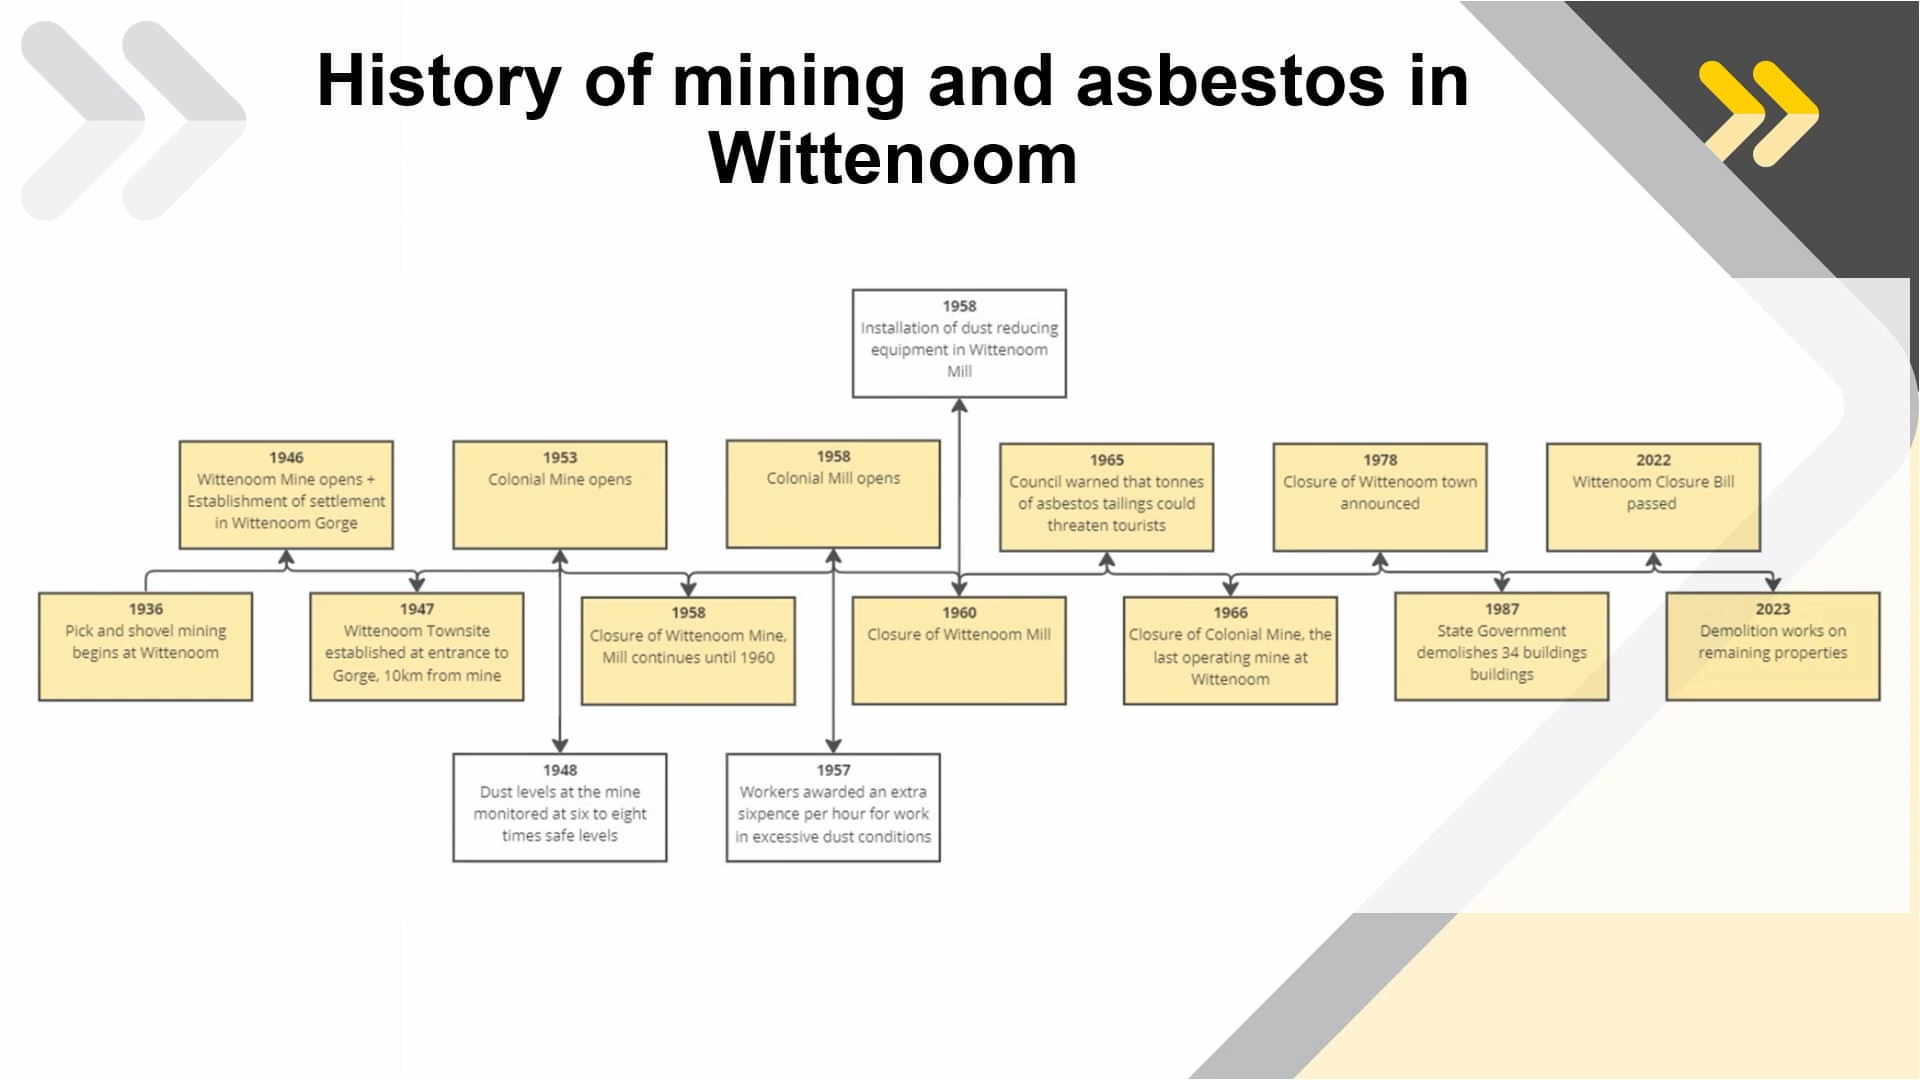 History of mining and asbestos in
Wittenoom
1958
Installation of dust reducing
equipment in Wittenoom
Mill
1946
Wittenoom Mine opens +
Establishment of settlement
in Wittenoom Gorge
1953
Colonial Mine opens
1958
Colonial Mill opens
1965
Council warned that tonnes
of asbestos tailings could
threaten tourists
1978
Closure of Wittenoom town
announced
2022
Wittenoom Closure Bill
passed
1936
Pick and shovel mining
begins at Wittenoom
1947
Wittenoom Townsite
established at entrance to
Gorge, 10km from mine
1958
Closure of Wittenoom Mine,
Mill continues until 1960
1960
Closure of Wittenoom Mill
1966
Closure of Colonial Mine, the
last operating mine at
Wittenoom
1987
State Government
demolishes 34 buildings
buildings
2023
Demolition works on
remaining properties
1948
Dust levels at the mine
monitored at six to eight
times safe levels
1957
Workers awarded an extra
sixpence per hour for work
in excessive dust conditions